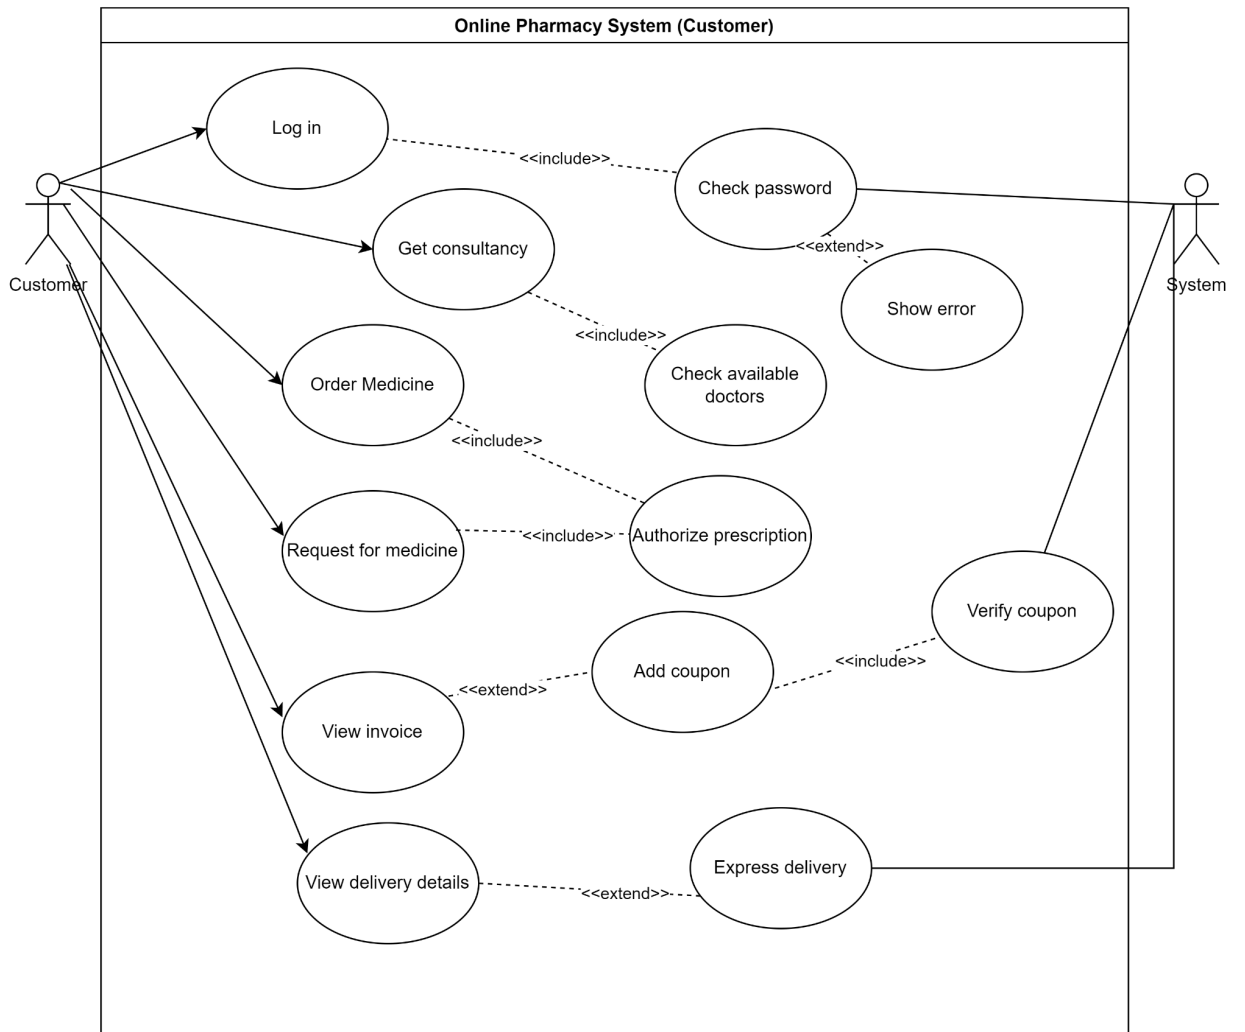 Online Pharmacy System (Customer)
Log in
<<include>>
Check password
Customer
System
Get consultancy
<<extend>>
Show error
<<include>>
Check available
doctors
Order Medicine
<<include>>
Request for medicine
<<include>>
Authorize prescription
Verify coupon
<<include>>
Add coupon
<<extend>>
View invoice
Express delivery
View delivery details
<<extend>>